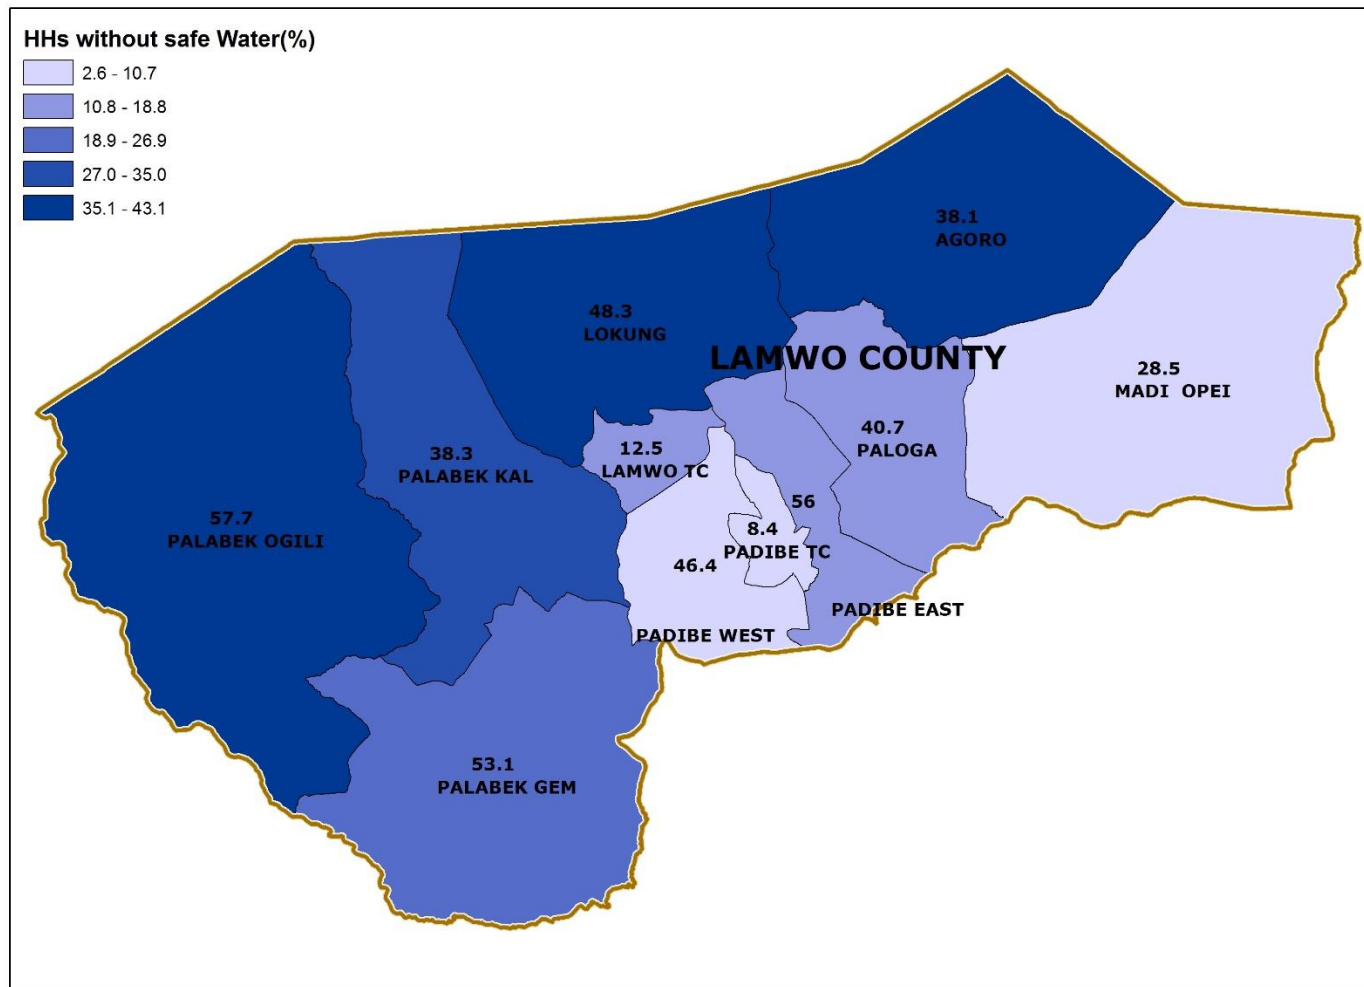 HHs without safe Water(%)
2.6 - 10.7
10.8 - 18.8
18.9 - 26.9
27.0 - 35.0
35.1 - 43.1
38.1
AGORO
48.3
LOKUNG
LAMWO COUNTY
28.5
MADI OPEI
40.7
PALOGA
12.5
LAMWO TC
38.3
PALABEK KAL
57.7
PALABEK OGILI
56
8.4
PADIBE TC
46.4
PADIBE EAST
PADIBE WEST
53.1
PALABEK GEM